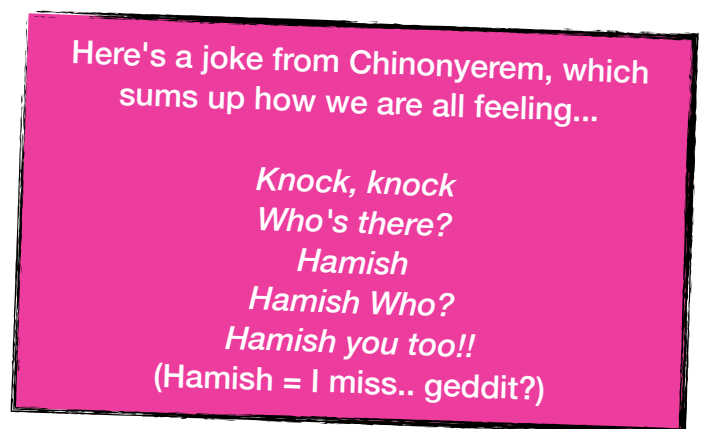 Here's a joke from Chinonyerem, which
sums up how we are all feeling...
Knock, knock
Who's there?
Hamish
Hamish Who?
Hamish you too!!
(Hamish = I miss.. geddit?)